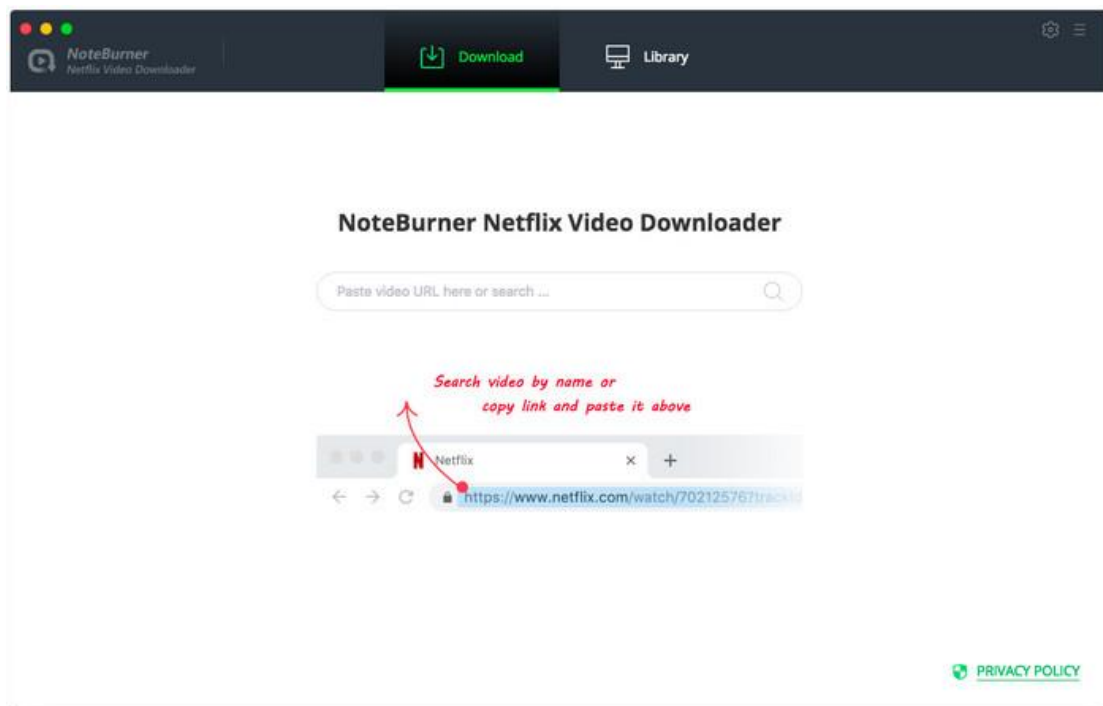 NoteBurner
Netflix Video Downloader
Download
Library
NoteBurner Netflix Video Downloader
Paste video URL here or search ...
Search video by name or
copy link and paste it above
N Netflix
https://www.netflix.com/watch/70212576?trackId
PRIVACY POLICY